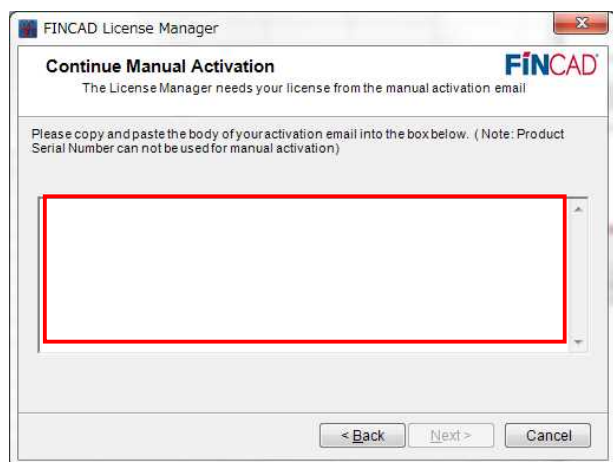 FINCAD License Manager
Continue Manual Activation
FINCAD
The License Manager needs your license from the manual activation email
Please copy and paste the body of your activation email into the box below. ( Note: Product
Serial Number can not be used for manual activation)
< Back
Next >
Cancel